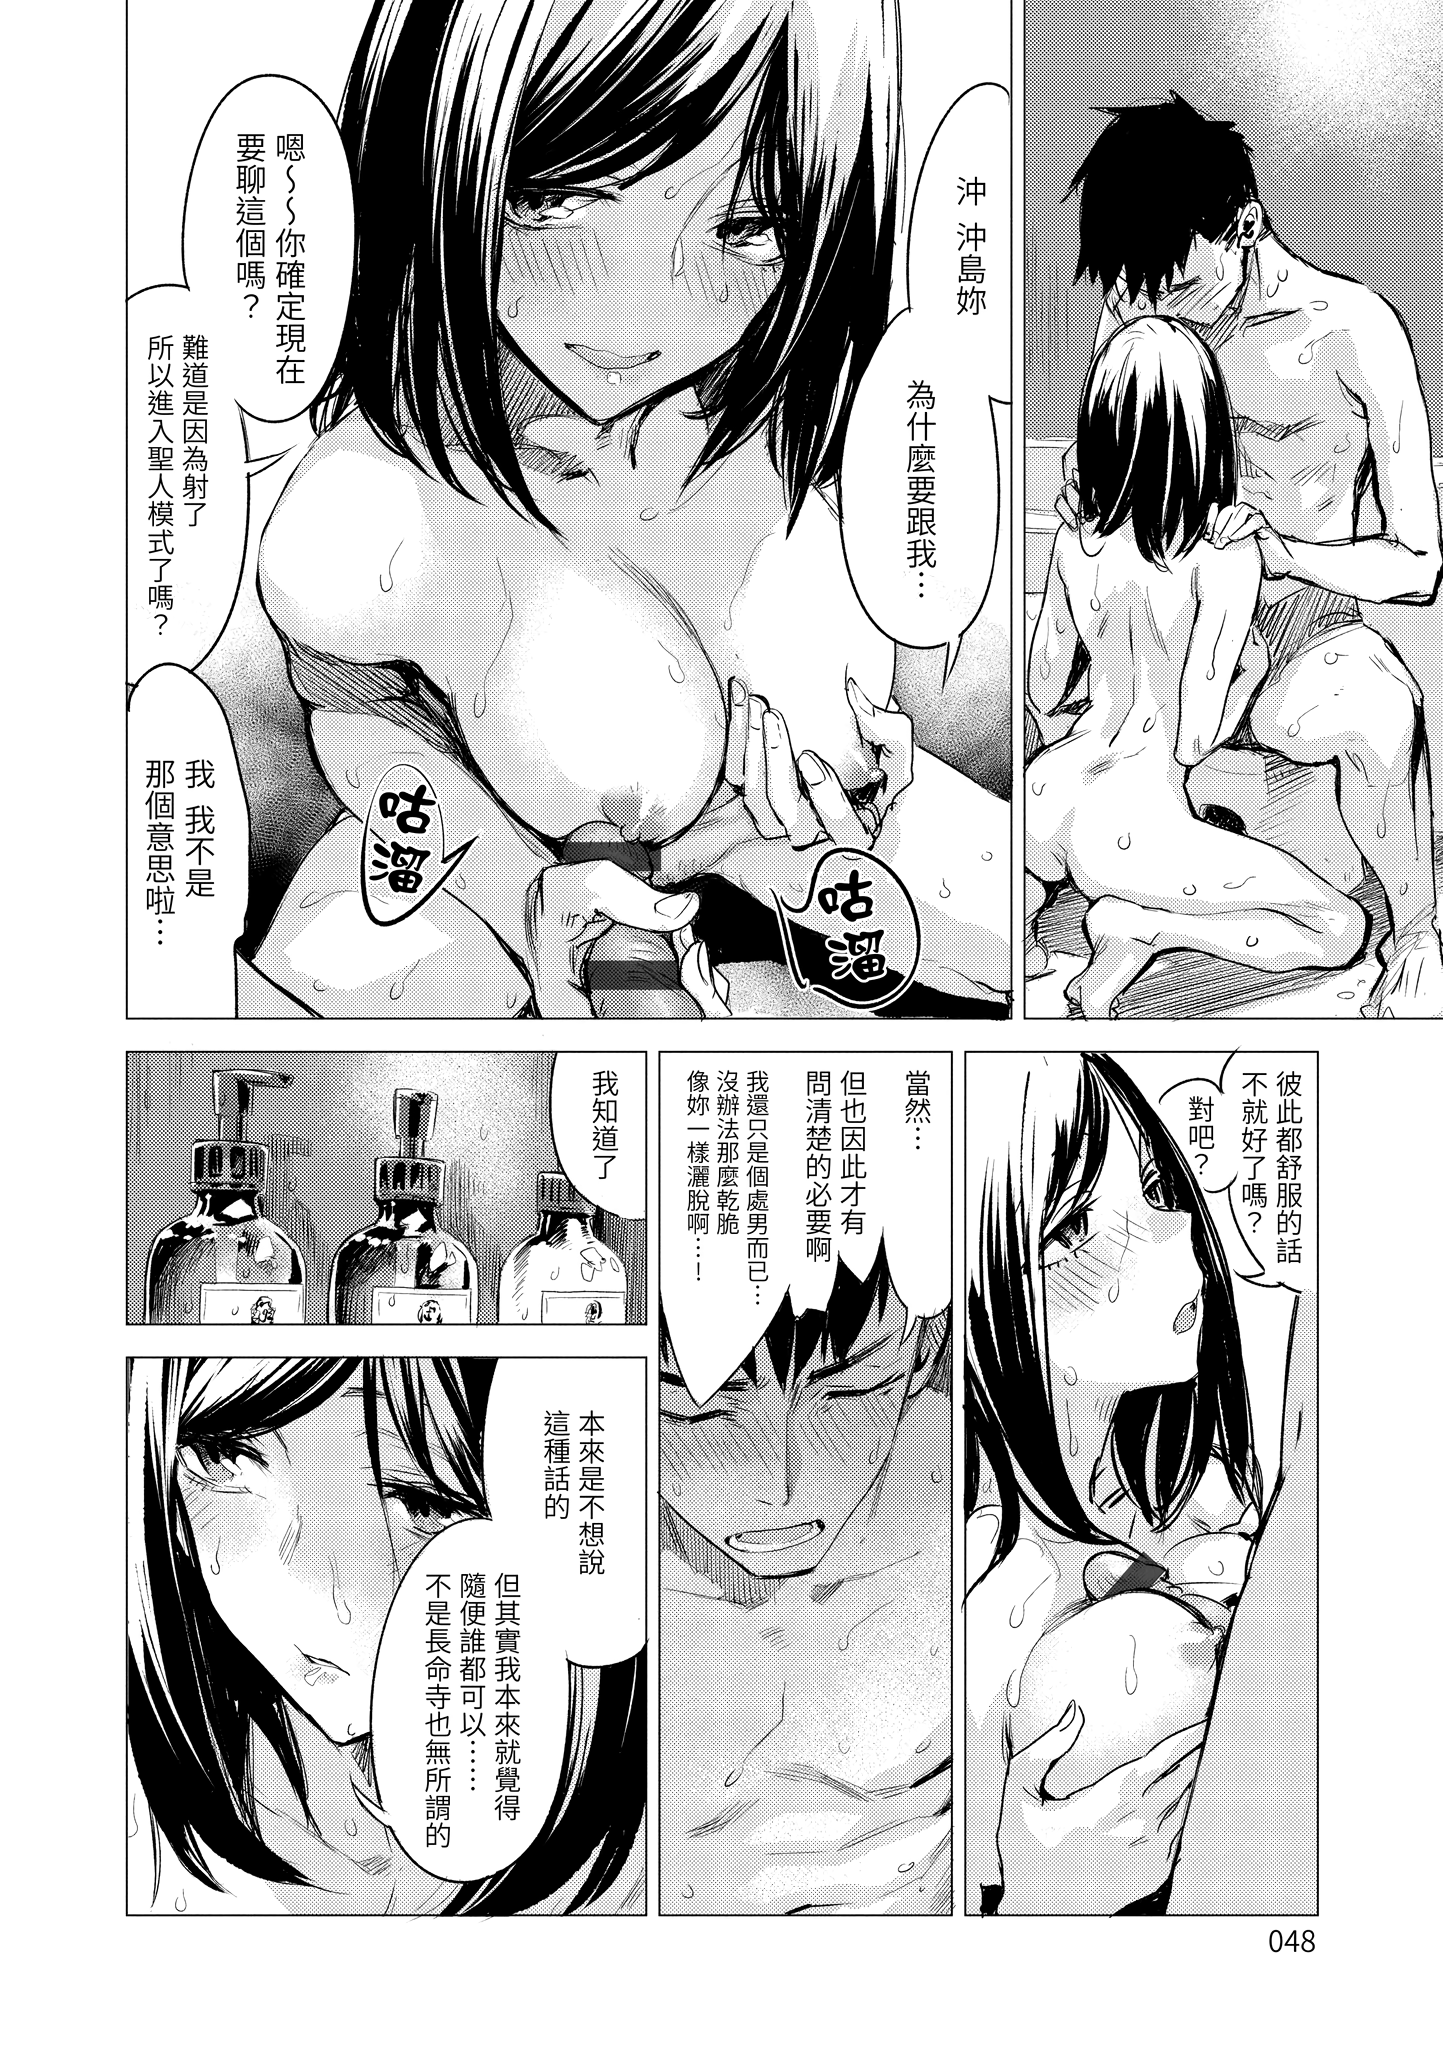 沖 沖島妳
為什麼要跟我…
嗯～～你確定現在
要聊這個嗎？
難道是因為射了
所以進入聖人模式了嗎？
我 我不是
那個意思啦…
咕溜
咕溜
彼此都舒服的話
不就好了嗎？
對吧？
當然…
但也因此才有
問清楚的必要啊
我還只是個處男而已…
沒辦法那麼乾脆
像妳一樣灑脫啊…！
我知道了
本來是不想說
這種話的
但其實我本來就覺得
隨便誰都可以……
不是長命寺也無所謂的
048